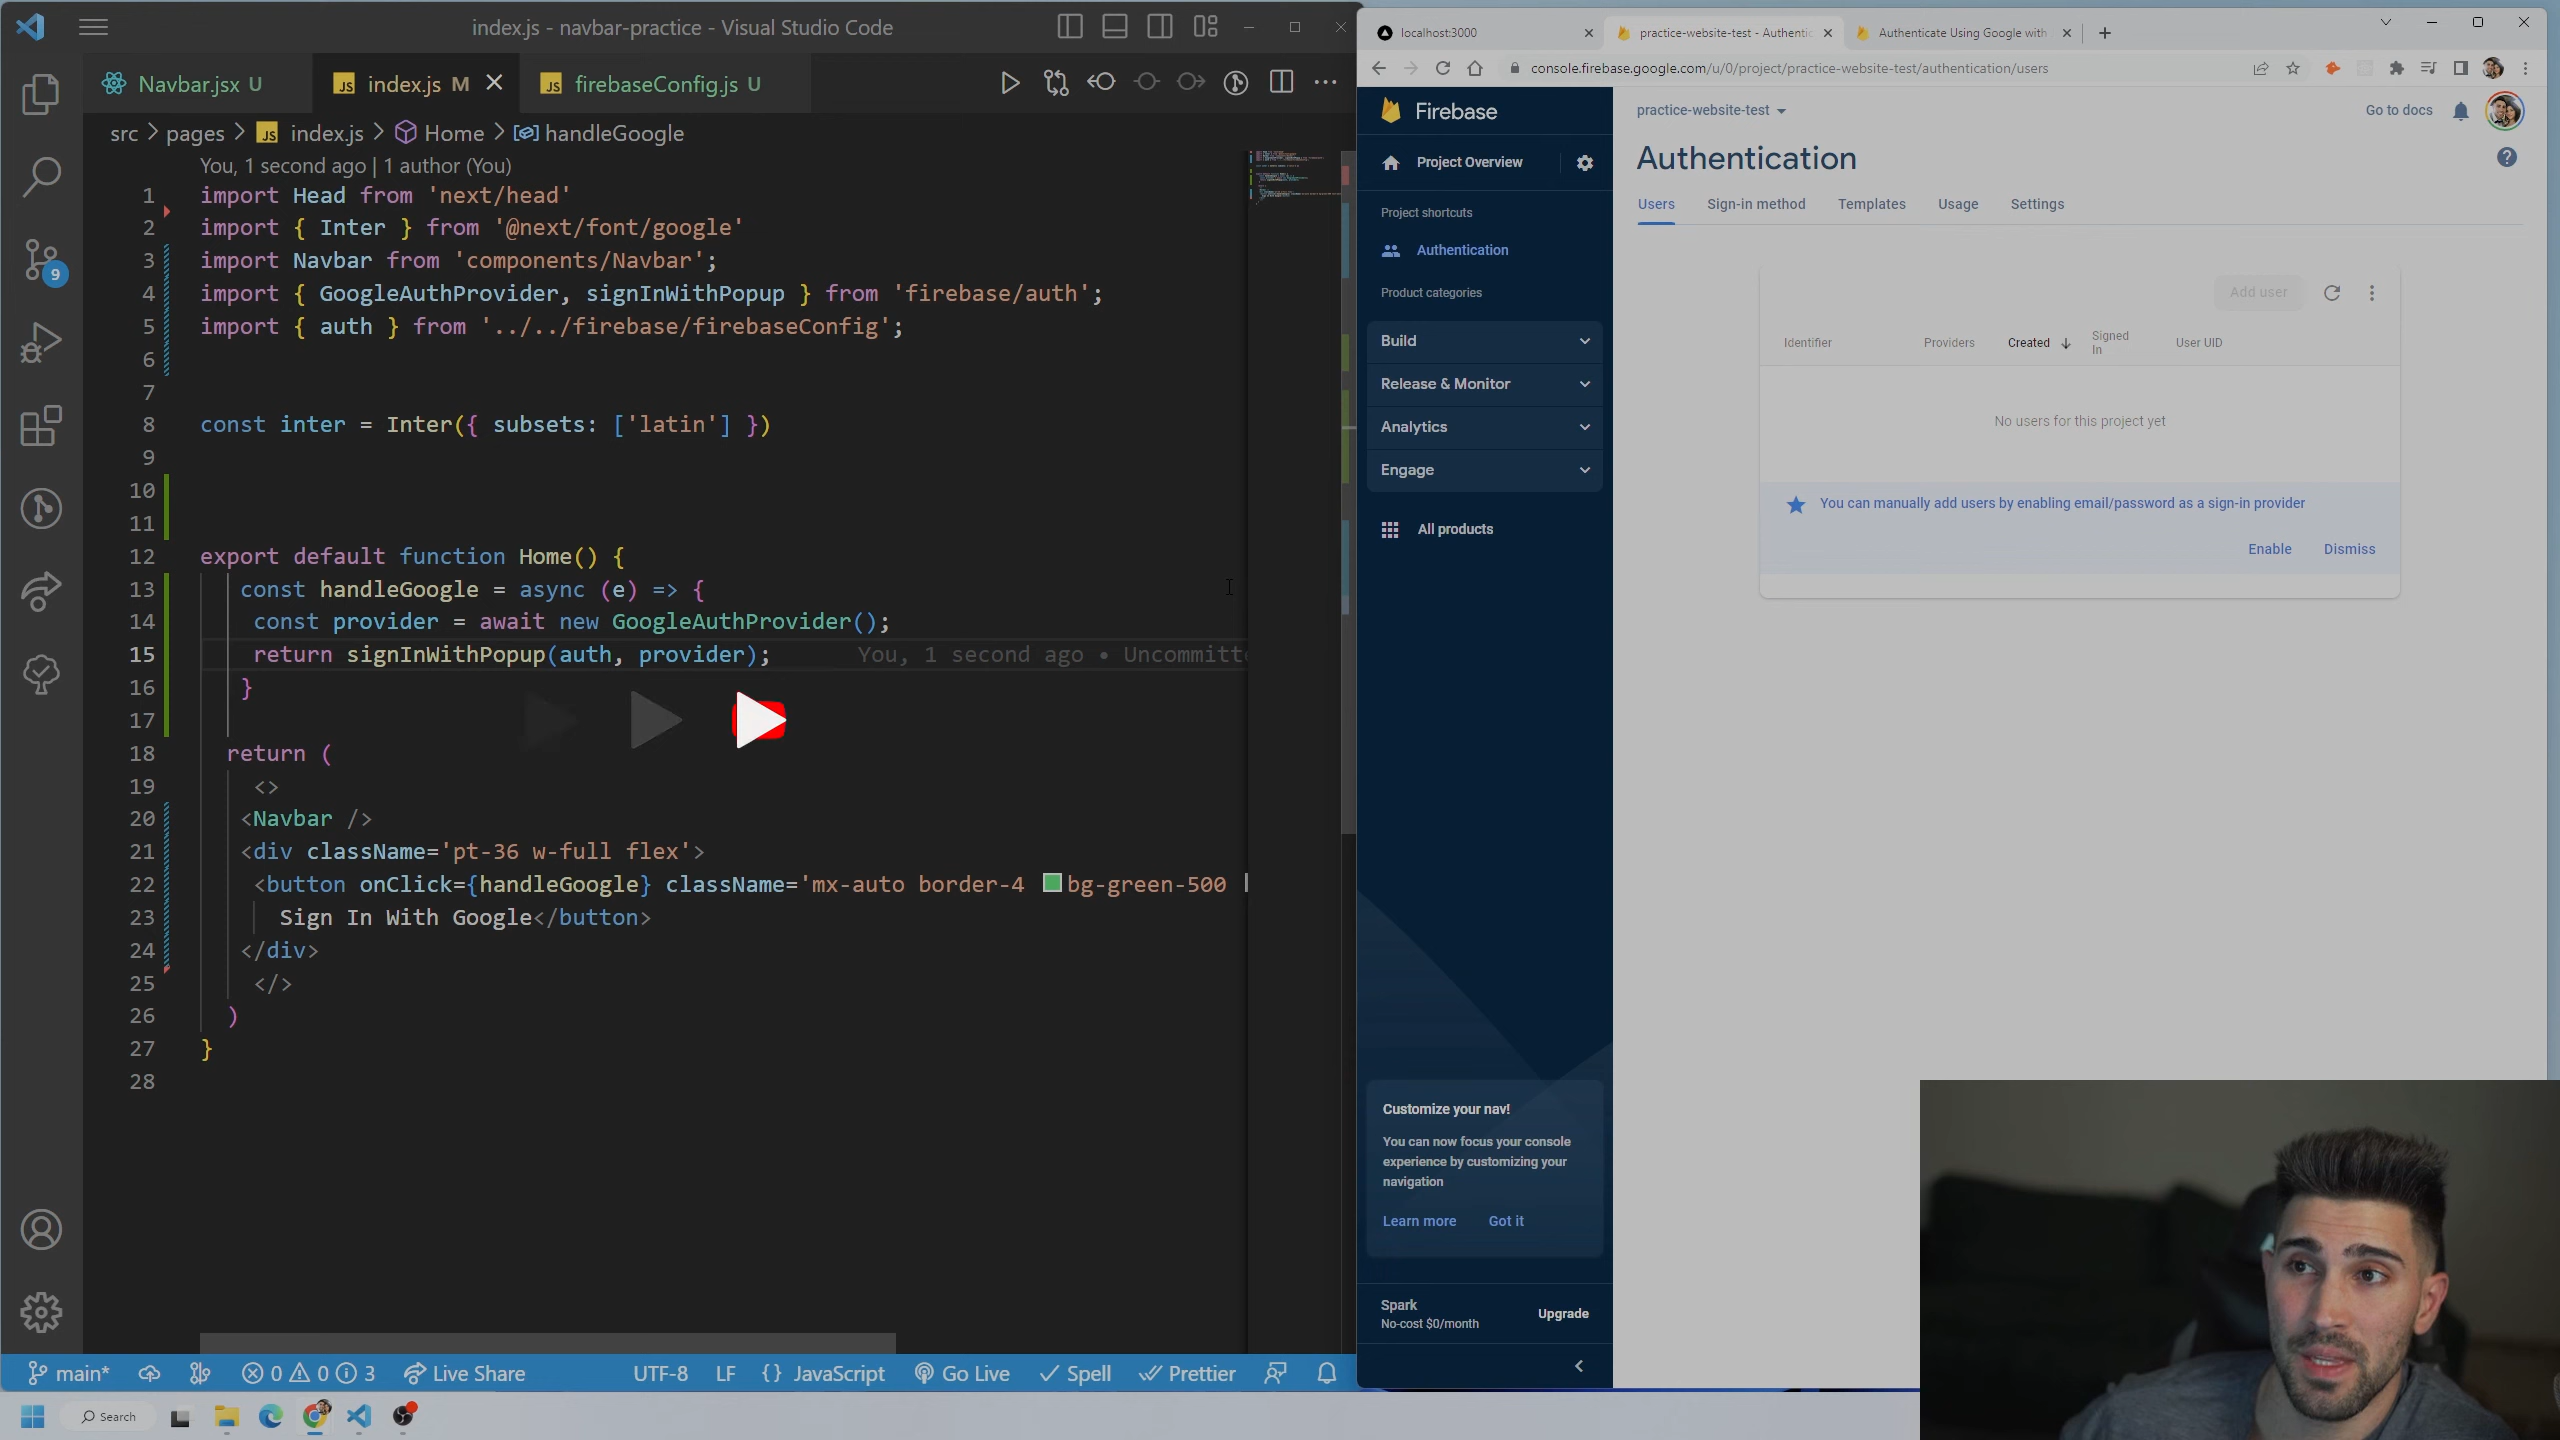 index.js - navbar-practice - Visual Studio Code
Navbar.jsx U
index.js M
firebaseConfig.js U
src > pages > JS index.js > Home > handleGoogle
You, 1 second ago | 1 author (You)
1 import Head from 'next/head'
2 import { Inter } from '@next/font/google'
3 import Navbar from 'components/Navbar';
4 import { GoogleAuthProvider, signInWithPopup } from 'firebase/auth';
5 import { auth } from '../../firebase/firebaseConfig';
6
7
8 const inter = Inter({ subsets: ['latin'] })
9
10
11
12 export default function Home() {
13 const handleGoogle = async (e) => {
14 const provider = await new GoogleAuthProvider();
15 return signInWithPopup(auth, provider); You, 1 second ago • Uncommitte
16 }
17
18 return (
19 <>
20 <Navbar />
21 <div className='pt-36 w-full flex'>
22 <button onClick={handleGoogle} className='mx-auto border-4 bg-green-500
23 Sign In With Google</button>
24 </div>
25 </>
26 )
27 }
28
9
main* 0 0 3 Live Share UTF-8 LF {} JavaScript Go Live Spell Prettier
Search
localhost:3000
practice-website-test - Authentic
Authenticate Using Google with
console.firebase.google.com/u/0/project/practice-website-test/authentication/users
Firebase
Project Overview
Project shortcuts
Authentication
Product categories
Build
Release & Monitor
Analytics
Engage
All products
Customize your nav!
You can now focus your console
experience by customizing your
navigation
Learn more Got it
Spark
No-cost $0/month
Upgrade
practice-website-test
Go to docs
Authentication
Users Sign-in method Templates Usage Settings
Add user
Identifier Providers Created Signed In User UID
No users for this project yet
You can manually add users by enabling email/password as a sign-in provider
Enable Dismiss